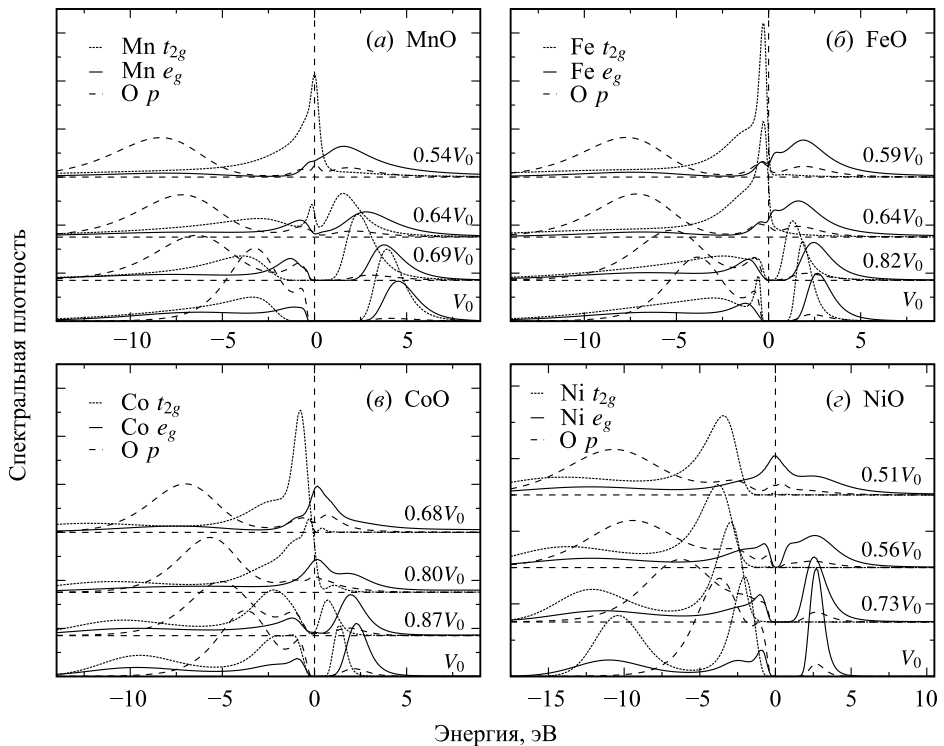 (а) MnO
Mn t2g
Mn eg
O p
0.54V0
0.64V0
0.69V0
V0
−10 −5 0 5
(б) FeO
Fe t2g
Fe eg
O p
0.59V0
0.64V0
0.82V0
V0
−10 −5 0 5
(в) CoO
Co t2g
Co eg
O p
0.68V0
0.80V0
0.87V0
V0
−10 −5 0 5
(г) NiO
Ni t2g
Ni eg
O p
0.51V0
0.56V0
0.73V0
V0
−15 −10 −5 0 5 10
Спектральная плотность
Энергия, эВ